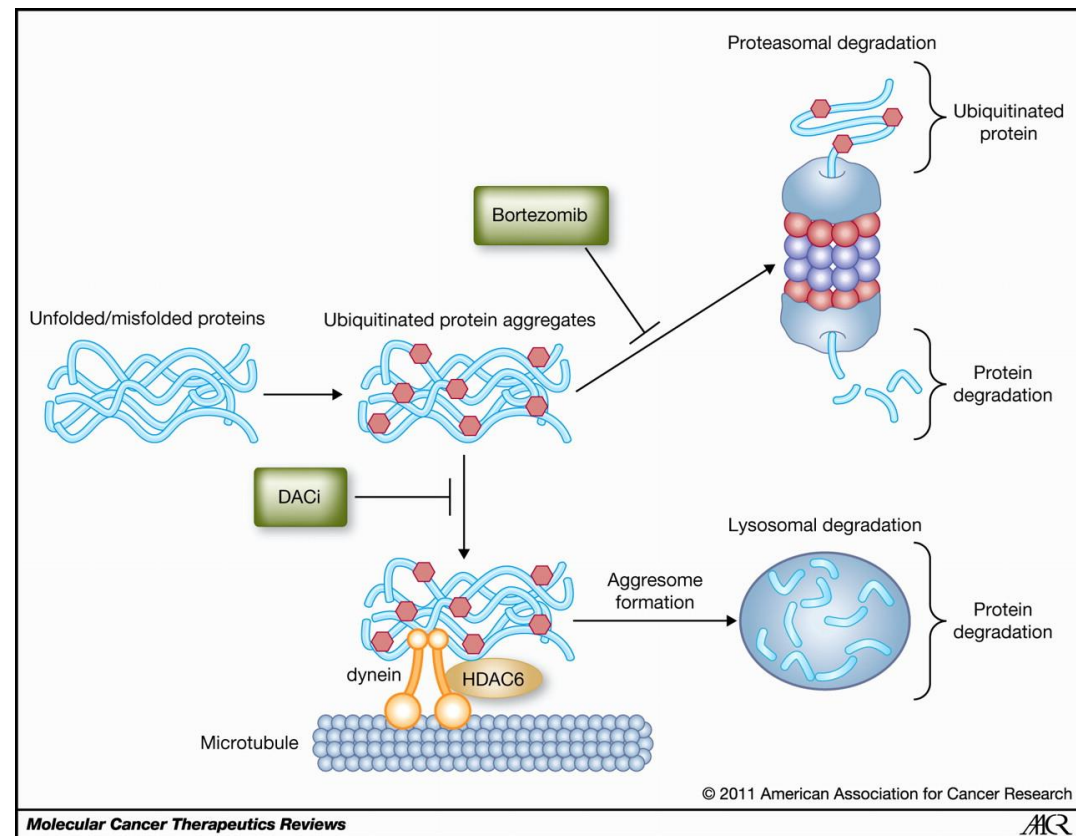 Proteasomal degradation
Ubiquitinated
protein
Bortezomib
Unfolded/misfolded proteins
Ubiquitinated protein aggregates
Protein
degradation
DACi
Lysosomal degradation
Aggresome
formation
Protein
degradation
dynein
HDAC6
Microtubule
© 2011 American Association for Cancer Research
Molecular Cancer Therapeutics Reviews
AACR